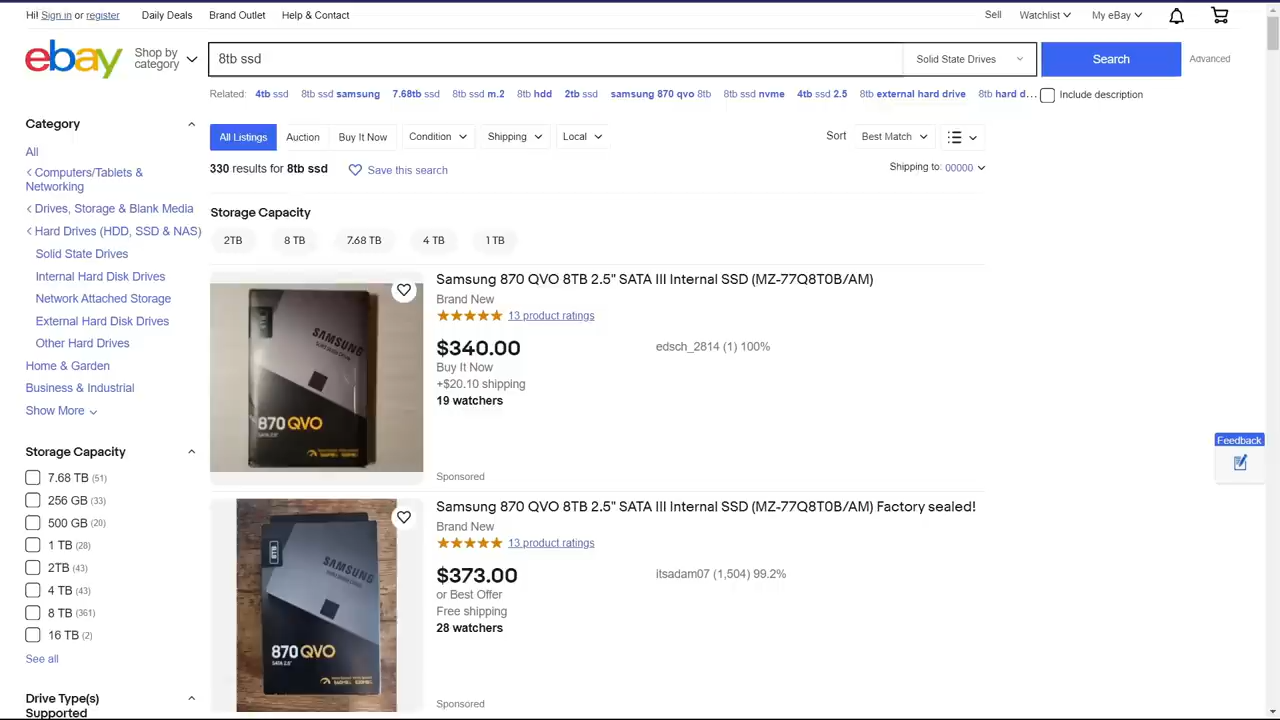 Hi! Sign in or register
Daily Deals
Brand Outlet
Help & Contact
Sell
Watchlist
My eBay
ebay
Shop by category
8tb ssd
Solid State Drives
Search
Advanced
Related: 4tb ssd 8tb ssd samsung 7.68tb ssd 8tb ssd m.2 8tb hdd 2tb ssd samsung 870 qvo 8tb 8tb ssd nvme 4tb ssd 2.5 8tb external hard drive 8tb hard d...
Include description
Category
All
Computers/Tablets &
Networking
Drives, Storage & Blank Media
Hard Drives (HDD, SSD & NAS)
Solid State Drives
Internal Hard Disk Drives
Network Attached Storage
External Hard Disk Drives
Other Hard Drives
Home & Garden
Business & Industrial
Show More
Storage Capacity
7.68 TB (51)
256 GB (33)
500 GB (20)
1 TB (28)
2TB (43)
4 TB (43)
8 TB (361)
16 TB (2)
See all
Drive Type(s)
Supported
All Listings
Auction
Buy It Now
Condition
Shipping
Local
Sort
Best Match
330 results for 8tb ssd
Save this search
Shipping to: 00000
Storage Capacity
2TB
8 TB
7.68 TB
4 TB
1 TB
SAMSUNG
870 QVO
Samsung 870 QVO 8TB 2.5" SATA III Internal SSD (MZ-77Q8T0B/AM)
Brand New
13 product ratings
$340.00
Buy It Now
+$20.10 shipping
19 watchers
edsch_2814 (1) 100%
Sponsored
8TB
SAMSUNG
870 QVO
SATA 2.5"
Samsung 870 QVO 8TB 2.5" SATA III Internal SSD (MZ-77Q8T0B/AM) Factory sealed!
Brand New
13 product ratings
$373.00
or Best Offer
Free shipping
28 watchers
itsadam07 (1,504) 99.2%
Sponsored
Feedback